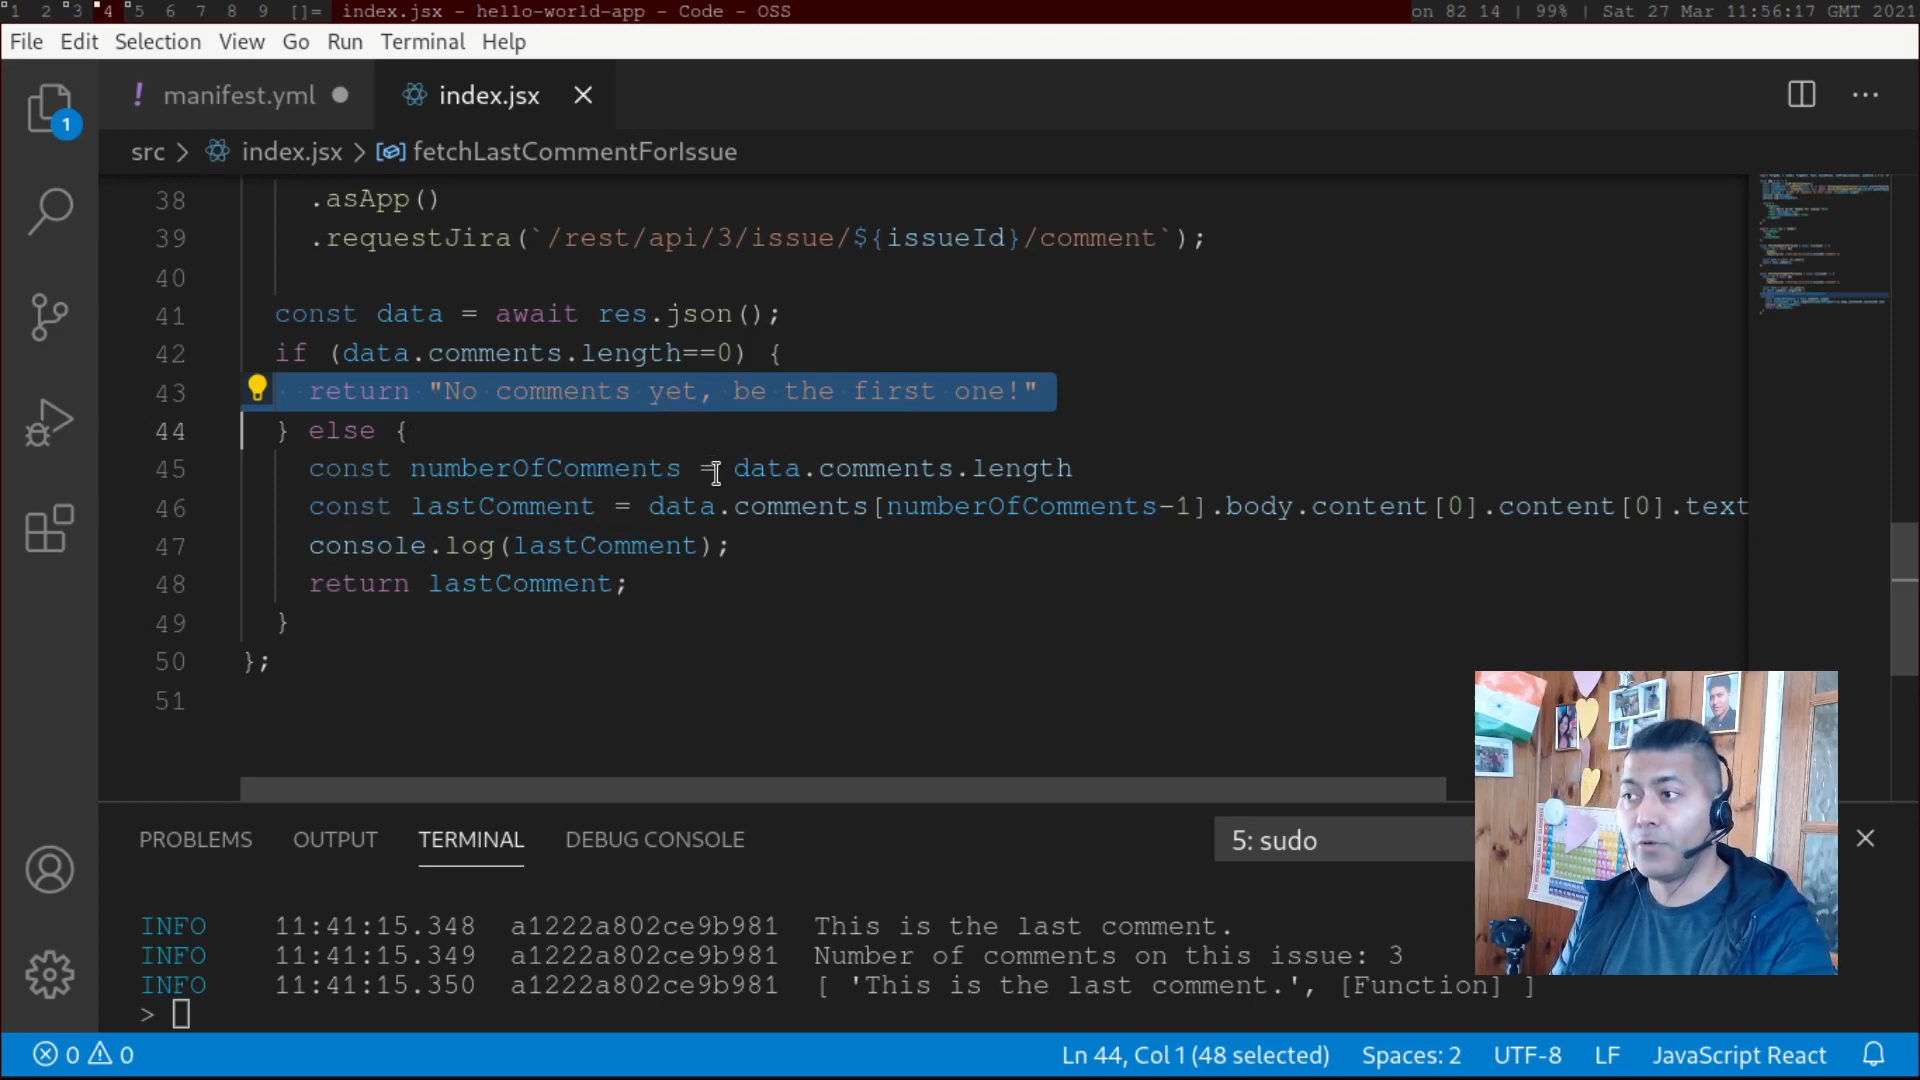 1 2 3 4 5 6 7 8 9 []= index.jsx - hello-world-app - Code - OSS on 82 14 | 99% | Sat 27 Mar 11:56:17 GMT 2021
File Edit Selection View Go Run Terminal Help
! manifest.yml index.jsx
1
src > index.jsx > fetchLastCommentForIssue
38 .asApp()
39 .requestJira(`/rest/api/3/issue/${issueId}/comment`);
40
41 const data = await res.json();
42 if (data.comments.length==0) {
43 return "No comments yet, be the first one!"
44 } else {
45 const numberOfComments = data.comments.length
46 const lastComment = data.comments[numberOfComments-1].body.content[0].content[0].text
47 console.log(lastComment);
48 return lastComment;
49 }
50 };
51
PROBLEMS OUTPUT TERMINAL DEBUG CONSOLE 5: sudo
INFO 11:41:15.348 a1222a802ce9b981 This is the last comment.
INFO 11:41:15.349 a1222a802ce9b981 Number of comments on this issue: 3
INFO 11:41:15.350 a1222a802ce9b981 [ 'This is the last comment.', [Function] ]
>
0 0 Ln 44, Col 1 (48 selected) Spaces: 2 UTF-8 LF JavaScript React